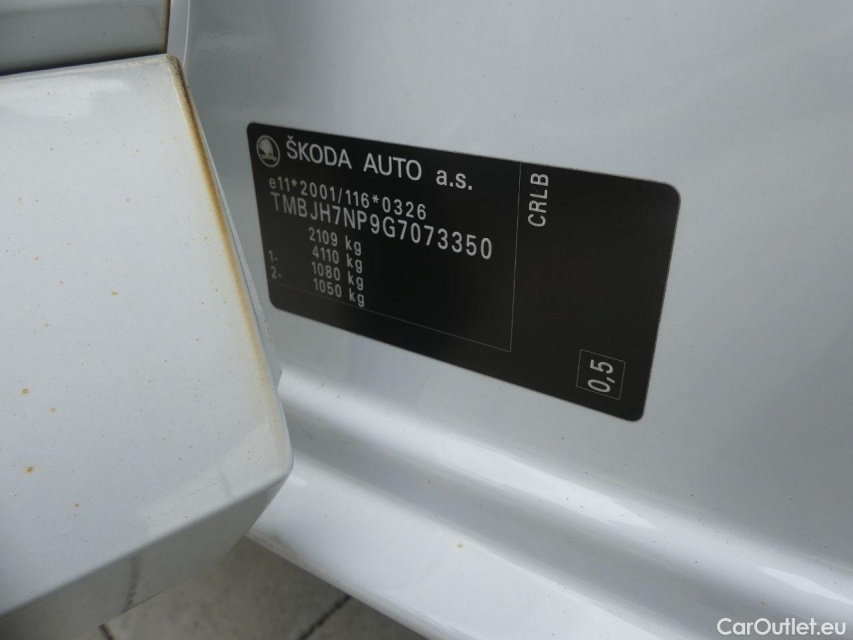 ŠKODA AUTO a.s.
e11*2001/116*0326
TMBJH7NP9G7073350
2109 kg
4110 kg
1- 1080 kg
2- 1050 kg
CRLB
0,5
CarOutlet.eu